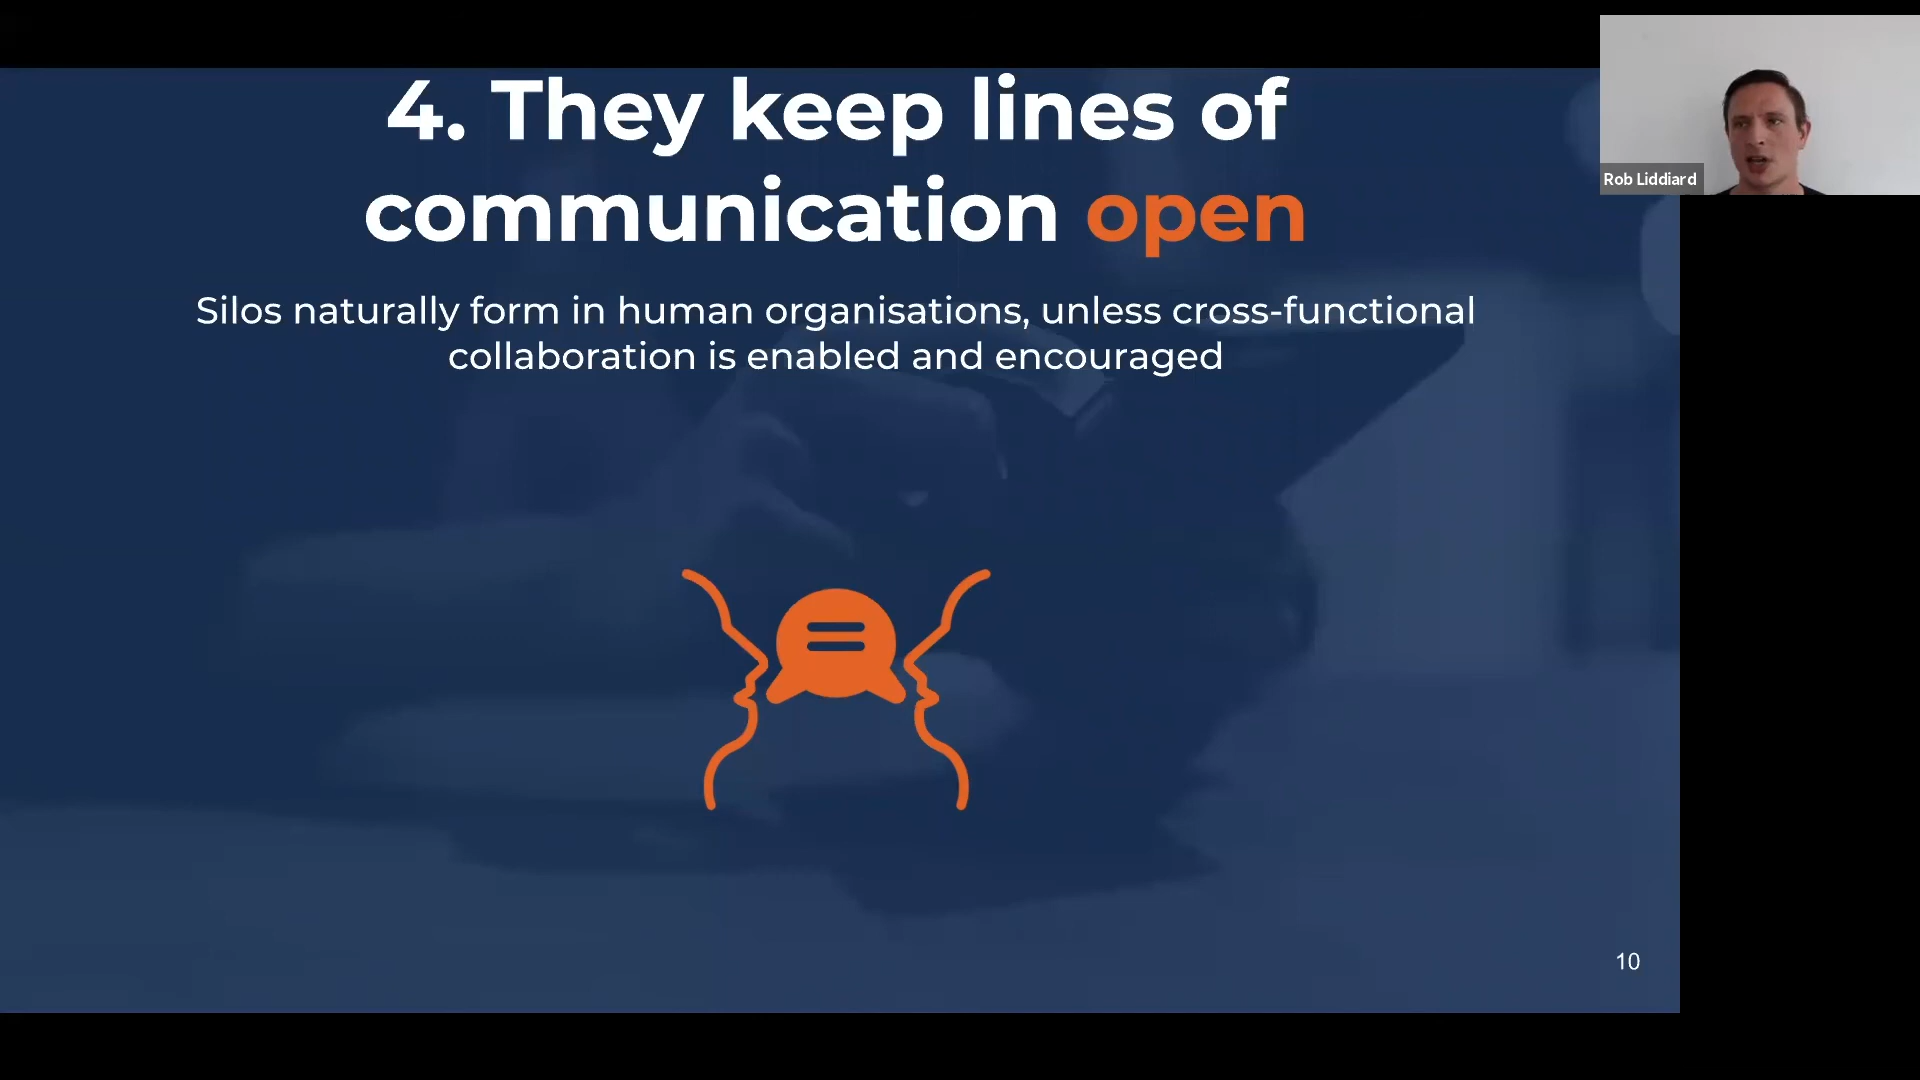 4. They keep lines of
communication open
Silos naturally form in human organisations, unless cross-functional
collaboration is enabled and encouraged
Rob Liddiard
10